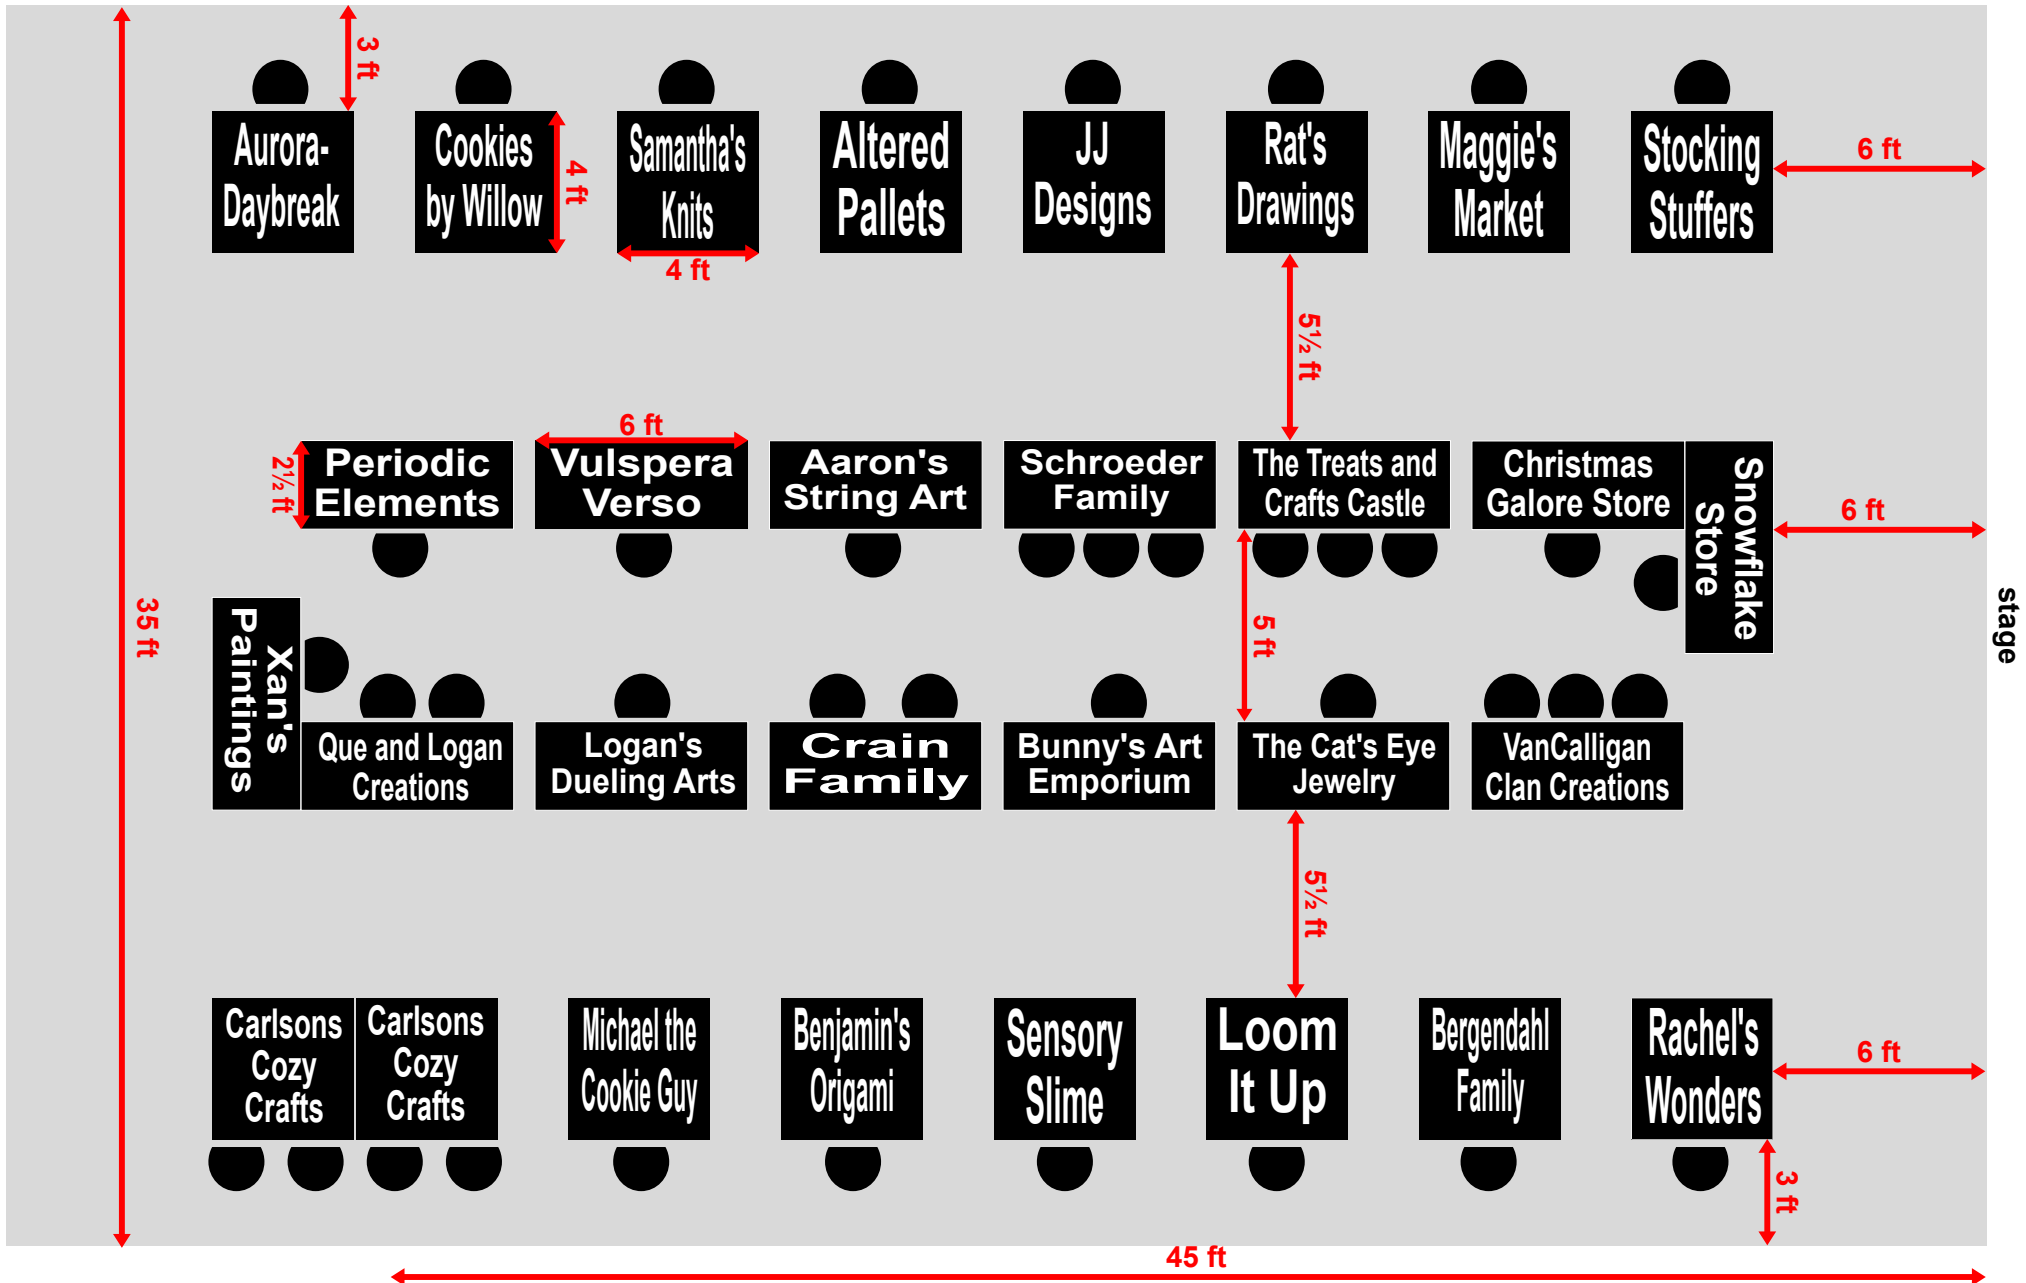 3 ft
Aurora-
Daybreak
Cookies
by Willow
4 ft
Samantha's
Knits
4 ft
Altered
Pallets
JJ
Designs
Rat's
Drawings
Maggie's
Market
Stocking
Stuffers
6 ft
5½ ft
2½ ft
Periodic
Elements
6 ft
Vulspera
Verso
Aaron's
String Art
Schroeder
Family
The Treats and
Crafts Castle
Christmas
Galore Store
Snowflake
Store
6 ft
35 ft
5 ft
stage
Xan's
Paintings
Que and Logan
Creations
Logan's
Dueling Arts
Crain
Family
Bunny's Art
Emporium
The Cat's Eye
Jewelry
VanCalligan
Clan Creations
5½ ft
Carlsons
Cozy
Crafts
Carlsons
Cozy
Crafts
Michael the
Cookie Guy
Benjamin's
Origami
Sensory
Slime
Loom
It Up
Bergendahl
Family
Rachel's
Wonders
6 ft
3 ft
45 ft